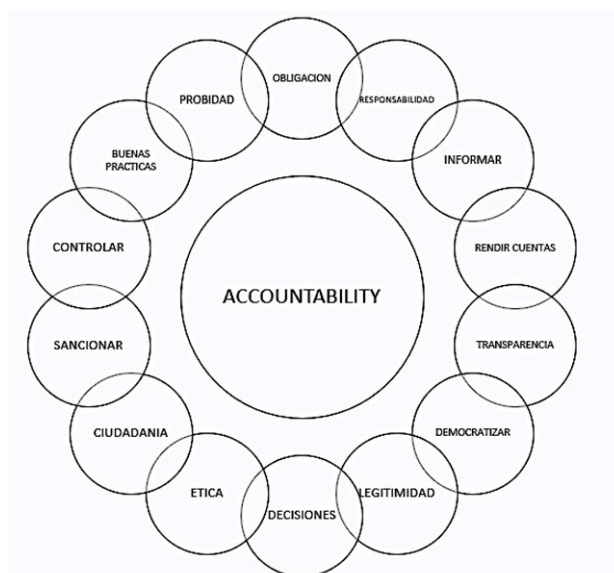 OBLIGACION
RESPONSABILIDAD
INFORMAR
RENDIR CUENTAS
TRANSPARENCIA
DEMOCRATIZAR
LEGITIMIDAD
DECISIONES
ETICA
CIUDADANIA
SANCIONAR
CONTROLAR
BUENAS
PRACTICAS
PROBIDAD
ACCOUNTABILITY